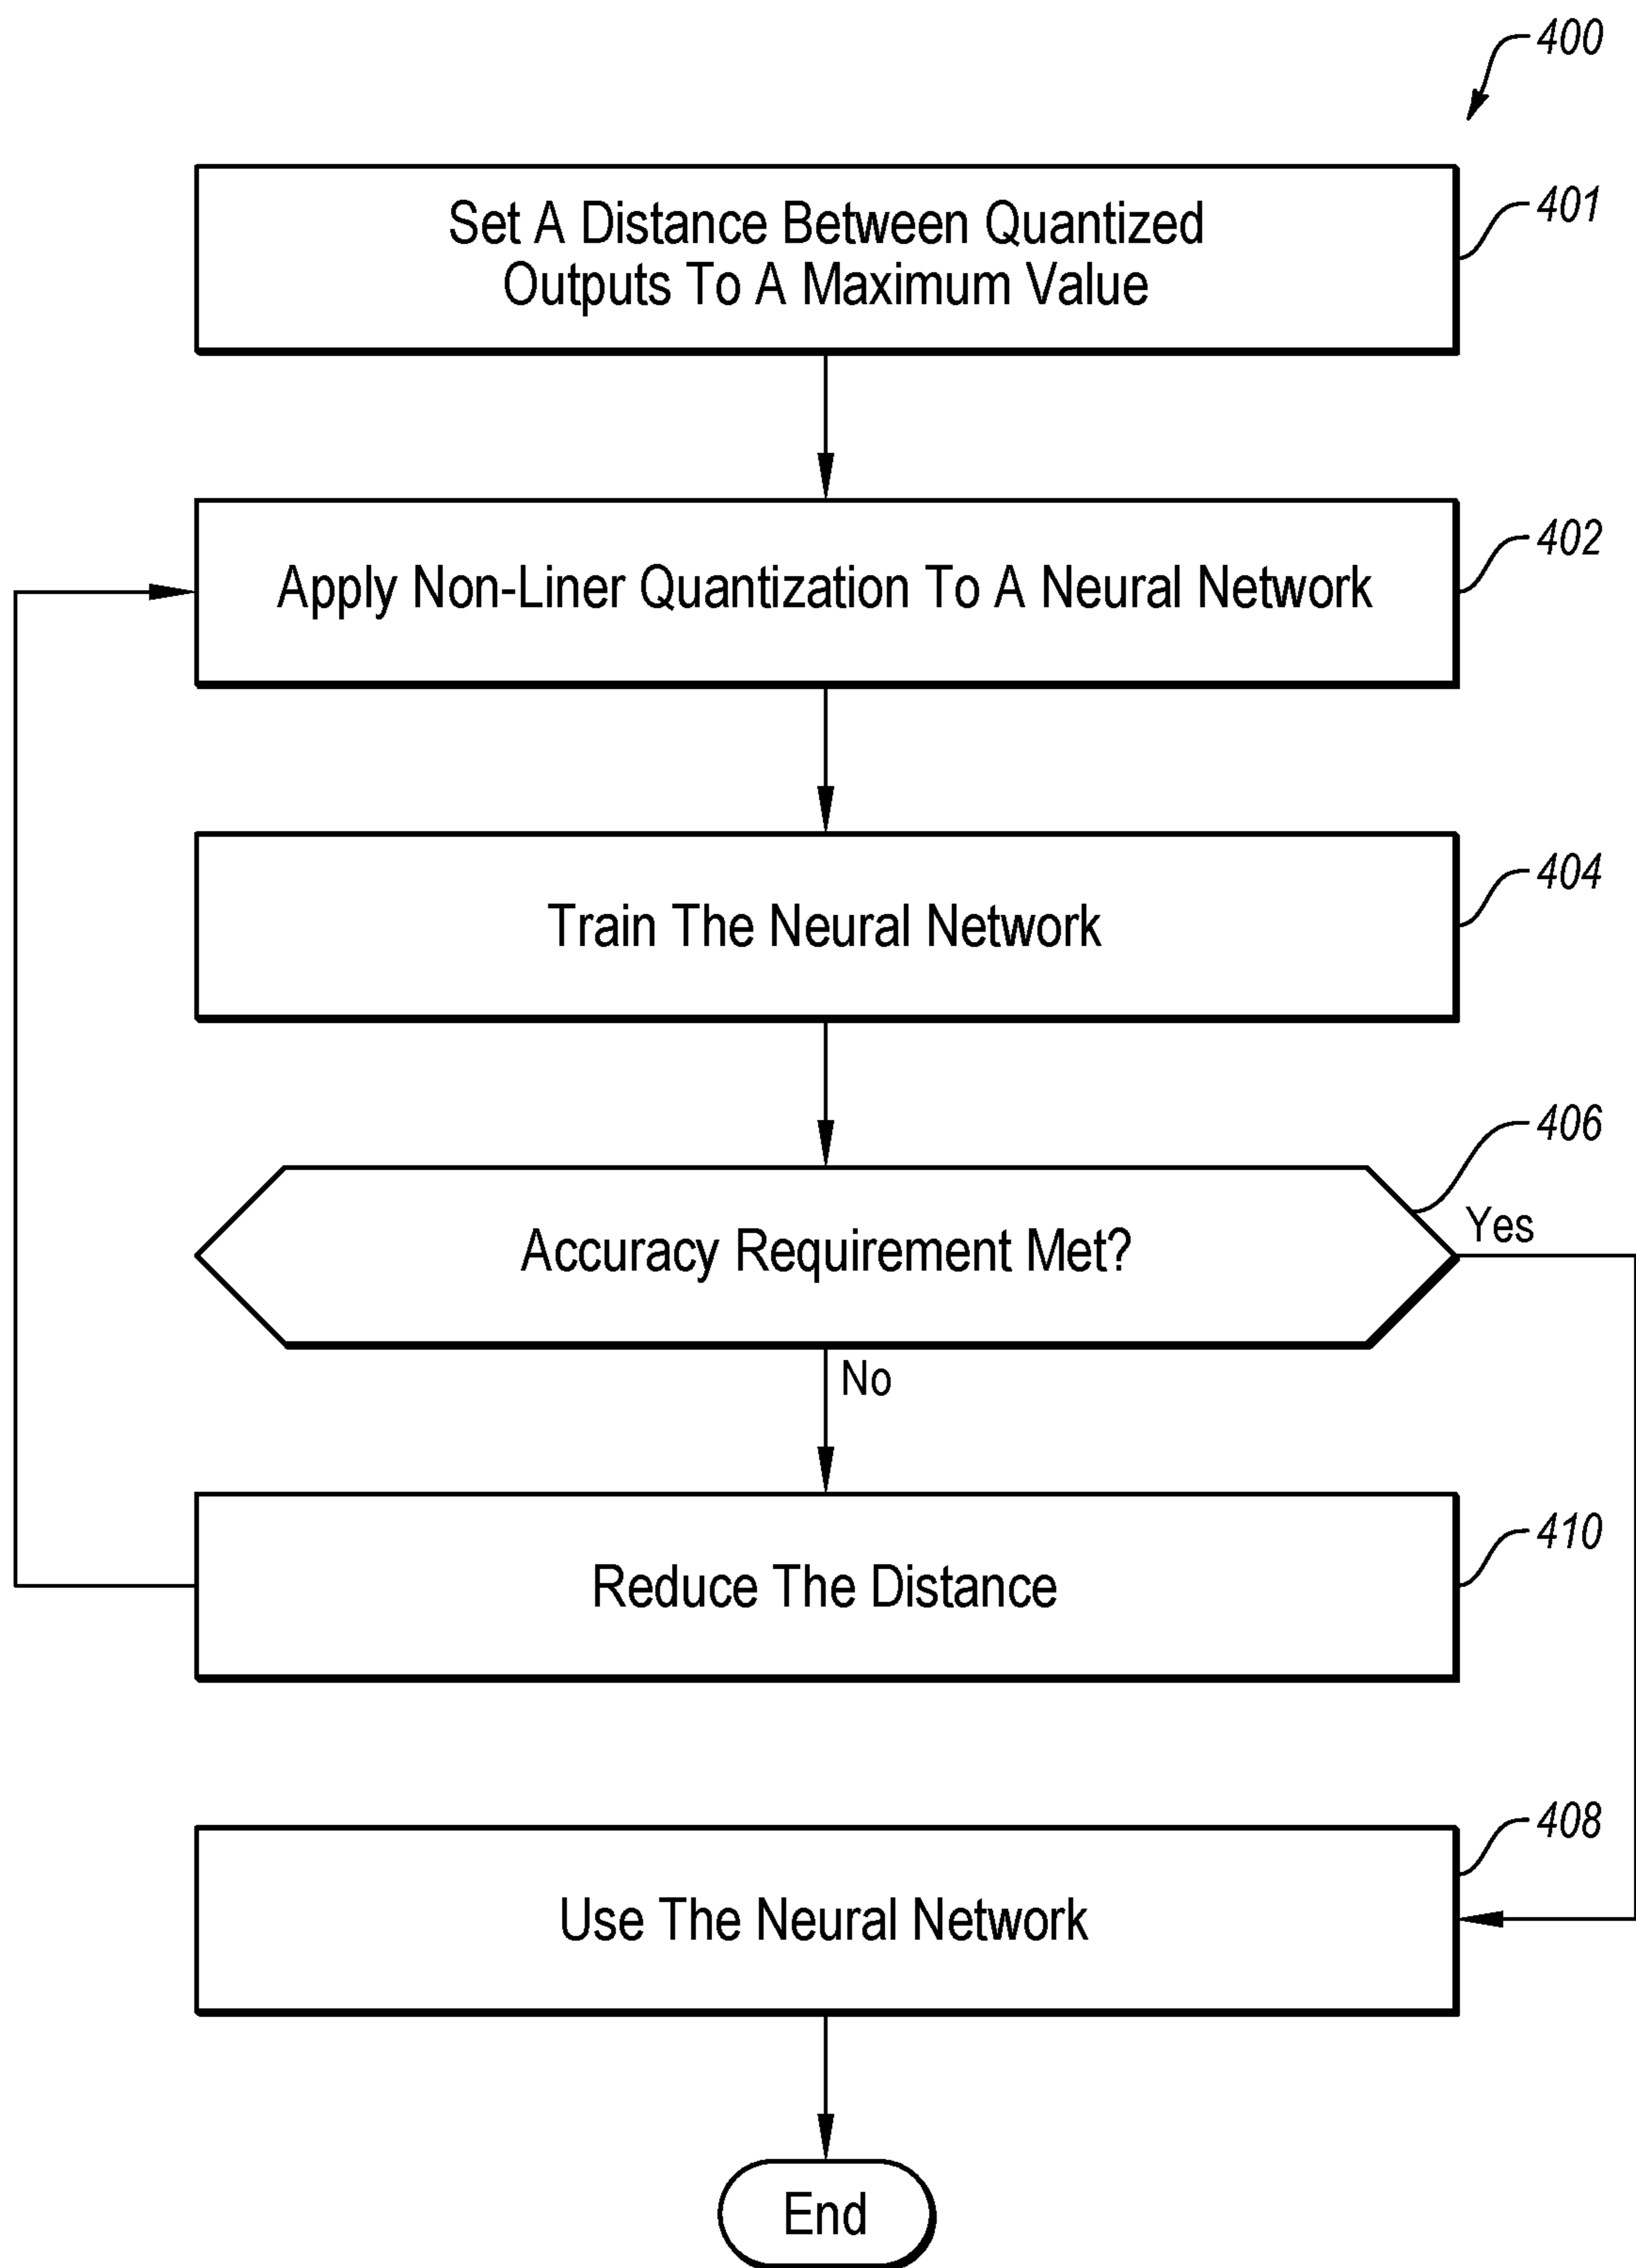 400
Set A Distance Between Quantized
Outputs To A Maximum Value
401
Apply Non-Liner Quantization To A Neural Network
402
Train The Neural Network
404
Accuracy Requirement Met?
406
Yes
No
Reduce The Distance
410
Use The Neural Network
408
End